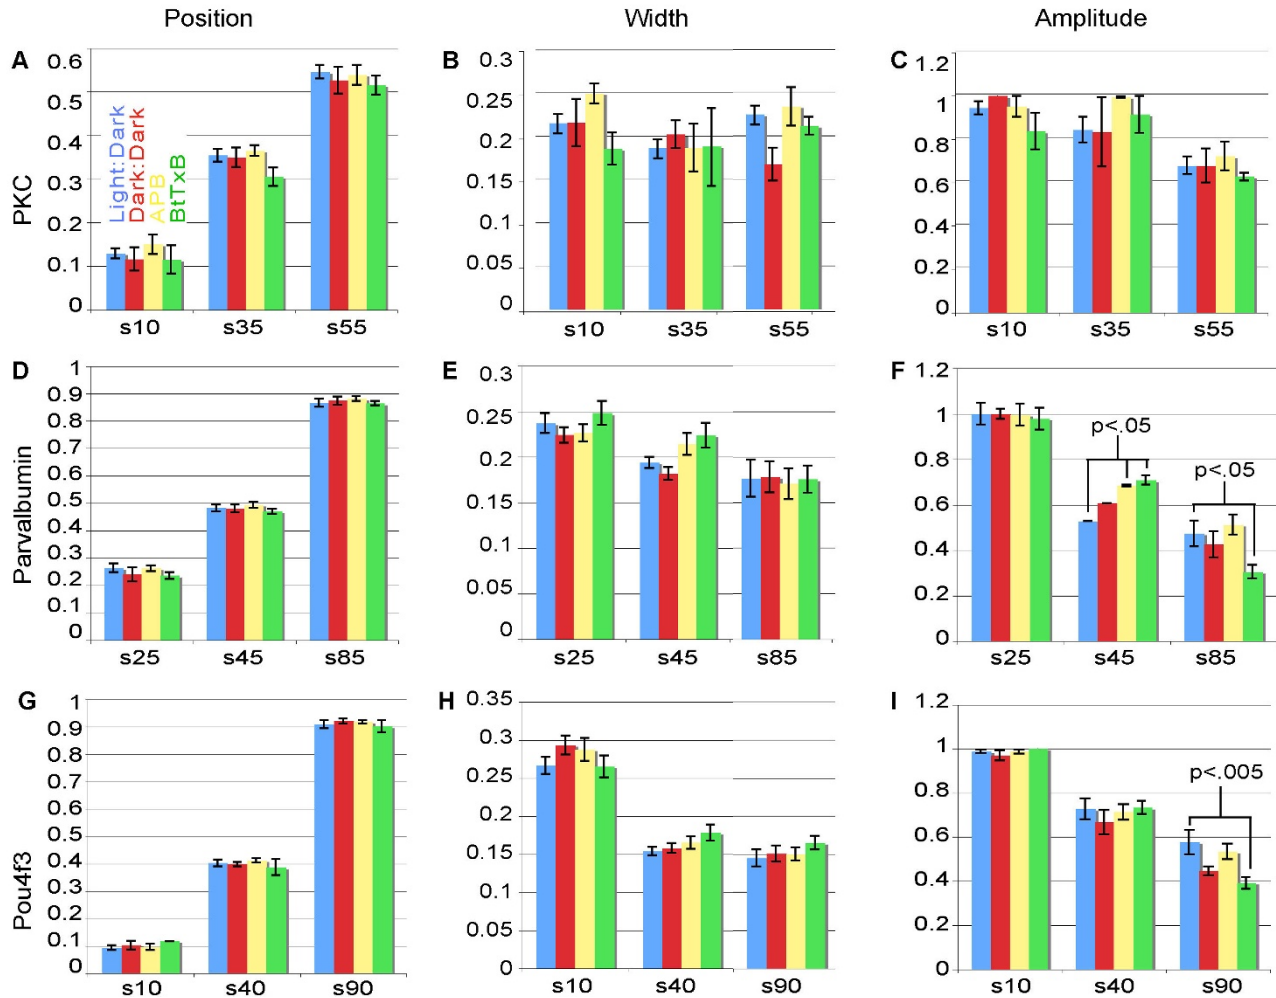 Position
Width
Amplitude
PKC
A
0.6
0.5
0.4
0.3
0.2
0.1
0
Light:Dark
Dark:Dark
APB
BtTxB
s10 s35 s55
B
0.3
0.25
0.2
0.15
0.1
0.05
0
s10 s35 s55
C
1.2
1
0.8
0.6
0.4
0.2
0
s10 s35 s55
Parvalbumin
D
1
0.9
0.8
0.7
0.6
0.5
0.4
0.3
0.2
0.1
0
s25 s45 s85
E
0.3
0.25
0.2
0.15
0.1
0.05
0
s25 s45 s85
F
1.2
1
0.8
0.6
0.4
0.2
0
p<.05
p<.05
s25 s45 s85
Pou4f3
G
1
0.9
0.8
0.7
0.6
0.5
0.4
0.3
0.2
0.1
0
s10 s40 s90
H
0.35
0.3
0.25
0.2
0.15
0.1
0.05
0
s10 s40 s90
I
1.2
1
0.8
0.6
0.4
0.2
0
p<.005
s10 s40 s90